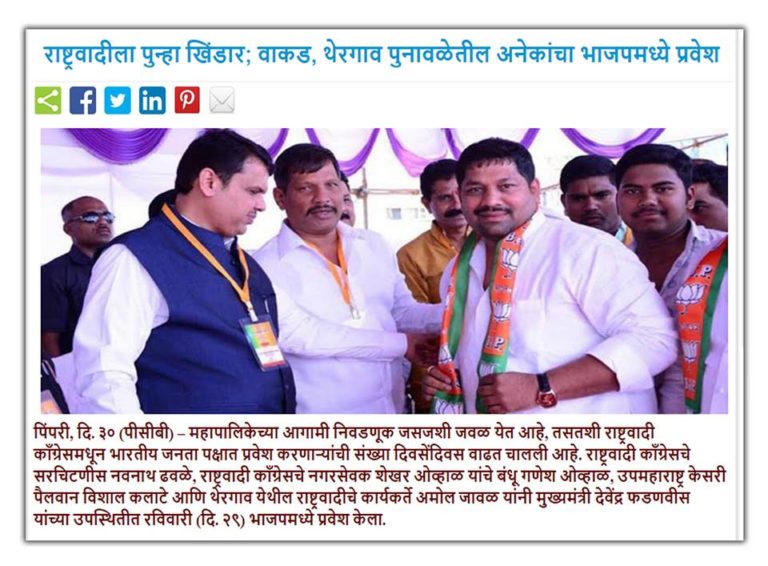 राष्ट्रवादीला पुन्हा खिंडार; वाकड, थेरगाव पुनावळेतील अनेकांचा भाजपमध्ये प्रवेश
पिंपरी, दि. ३० (पीसीबी) – महापालिकेच्या आगामी निवडणूक जसजशी जवळ येत आहे, तसतशी राष्ट्रवादी
काँग्रेसमधून भारतीय जनता पक्षात प्रवेश करणाऱ्यांची संख्या दिवसेंदिवस वाढत चालली आहे. राष्ट्रवादी काँग्रेसचे
सरचिटणीस नवनाथ ढवळे, राष्ट्रवादी काँग्रेसचे नगरसेवक शेखर ओव्हाळ यांचे बंधू गणेश ओव्हाळ, उपमहाराष्ट्र केसरी
पैलवान विशाल कलाटे आणि थेरगाव येथील राष्ट्रवादीचे कार्यकर्ते अमोल जावळ यांनी मुख्यमंत्री देवेंद्र फडणवीस
यांच्या उपस्थितीत रविवारी (दि. २९) भाजपमध्ये प्रवेश केला.